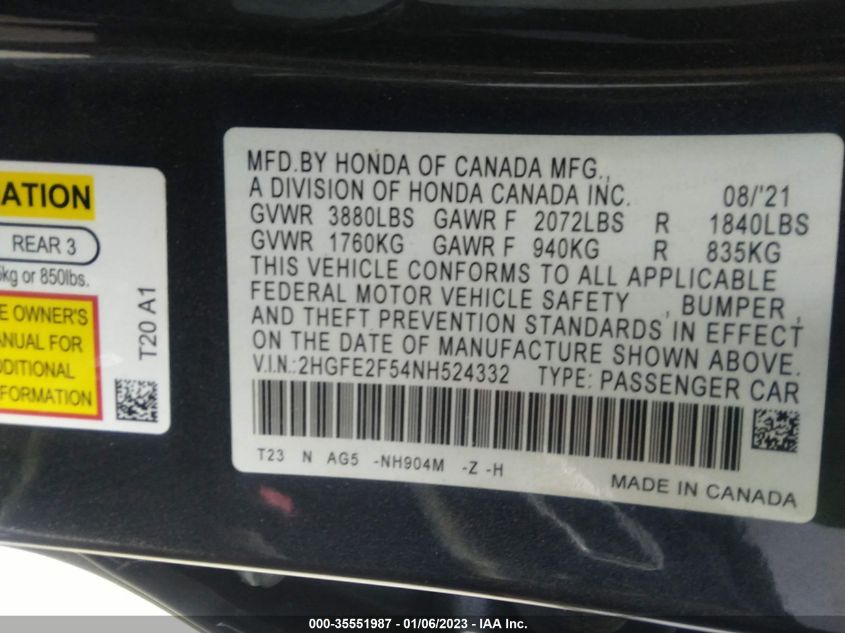 ATION
REAR 3
kg or 850lbs.
E OWNER'S
ANUAL FOR
DDITIONAL
FORMATION
T20 A1
MFD.BY HONDA OF CANADA MFG.,
A DIVISION OF HONDA CANADA INC. 08/'21
GVWR 3880LBS GAWR F 2072LBS R 1840LBS
GVWR 1760KG GAWR F 940KG R 835KG
THIS VEHICLE CONFORMS TO ALL APPLICABLE
FEDERAL MOTOR VEHICLE SAFETY , BUMPER ,
AND THEFT PREVENTION STANDARDS IN EFFECT
ON THE DATE OF MANUFACTURE SHOWN ABOVE.
V.I.N.:2HGFE2F54NH524332 TYPE: PASSENGER CAR
T23 N AG5 -NH904M -Z -H
MADE IN CANADA
000-35551987 - 01/06/2023 - IAA Inc.